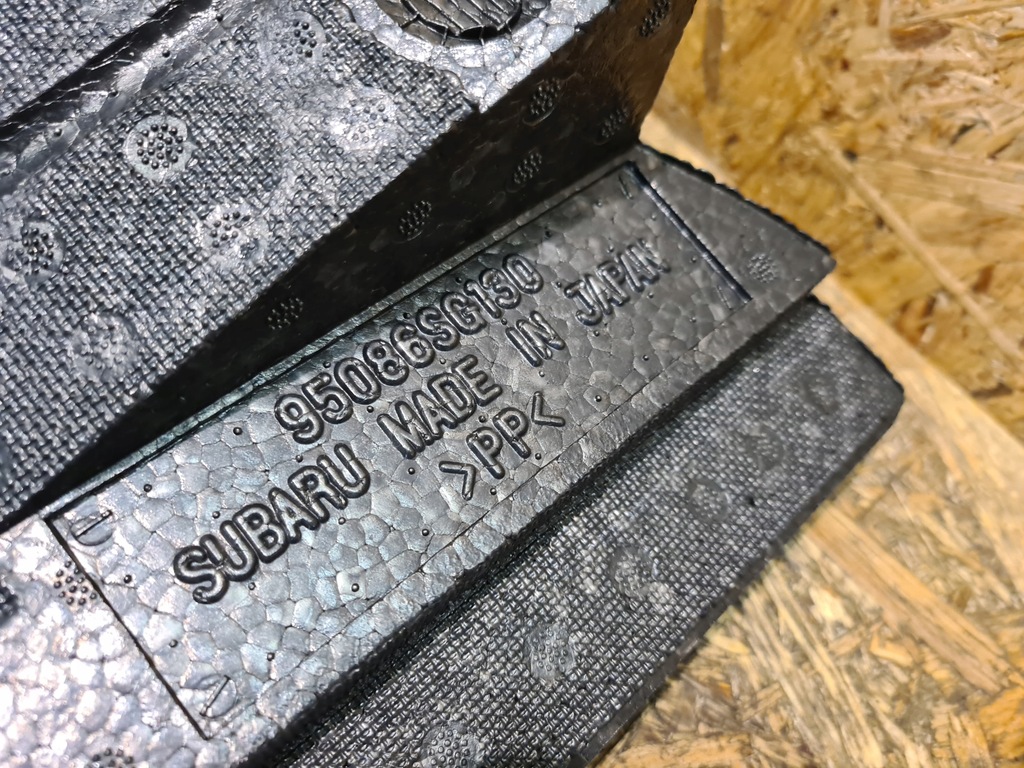 95086SG130
SUBARU MADE IN JAPAN
>PP<